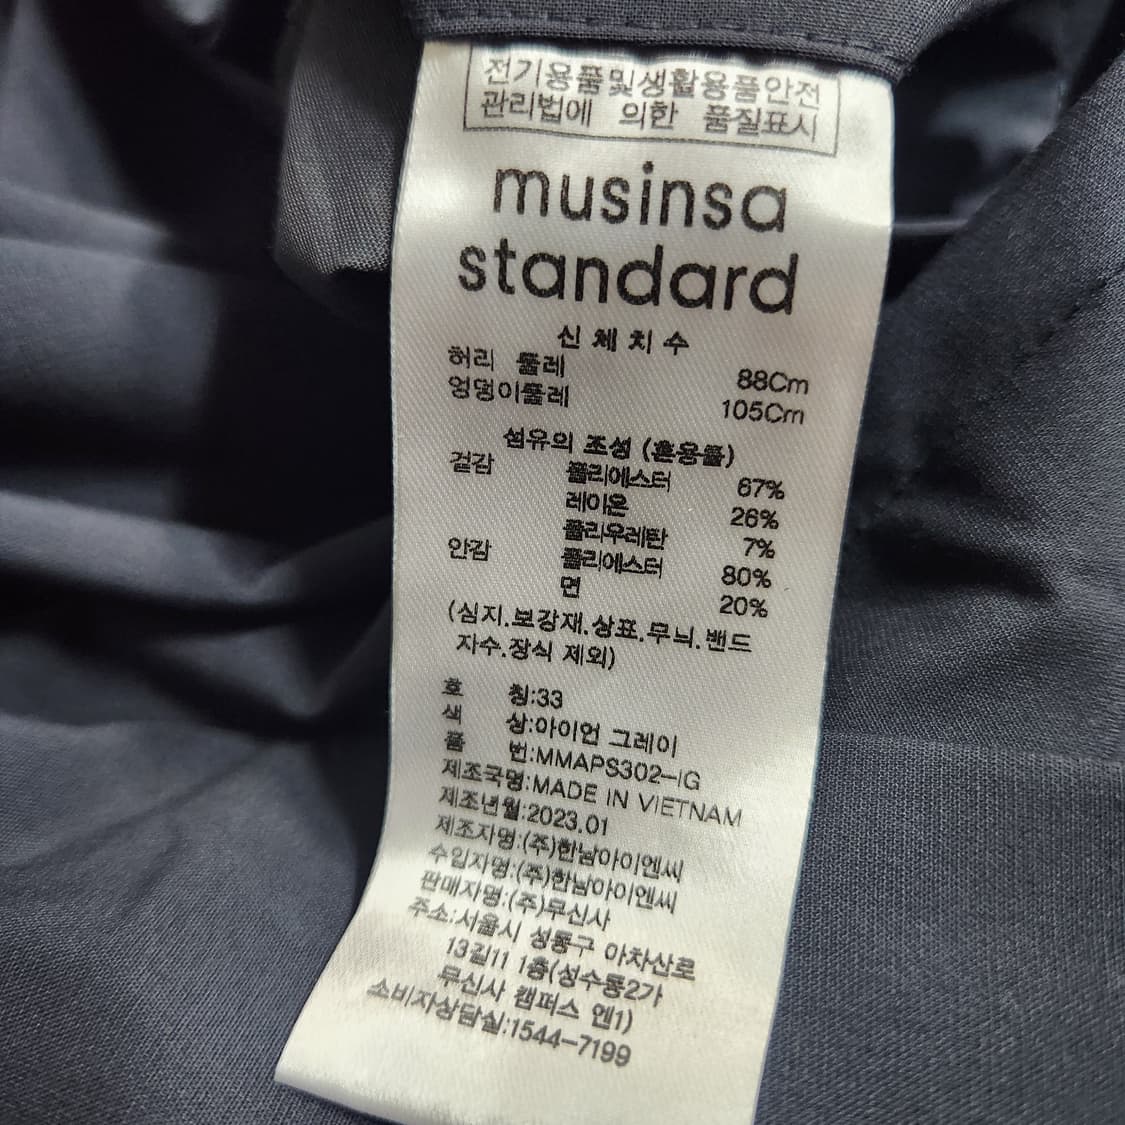 전기용품및생활용품안전
관리법에 의한 품질표시
musinsa
standard
신체치수
허리 둘레 88Cm
엉덩이둘레 105Cm
섬유의 조성 (혼용률)
겉감 폴리에스터 67%
레이온 26%
폴리우레탄 7%
안감 폴리에스터 80%
면 20%
(심지.보강재.상표.무늬.밴드
자수.장식 제외)
호 칭:33
색 상:아이언 그레이
품 번:MMAPS302-IG
제조국명:MADE IN VIETNAM
제조년월:2023.01
제조자명:(주)한남아이엔씨
수입자명:(주)한남아이엔씨
판매자명:(주)무신사
주소:서울시 성동구 아차산로
13길11 1층(성수동2가
무신사 캠퍼스 엔1)
소비자상담실:1544-7199